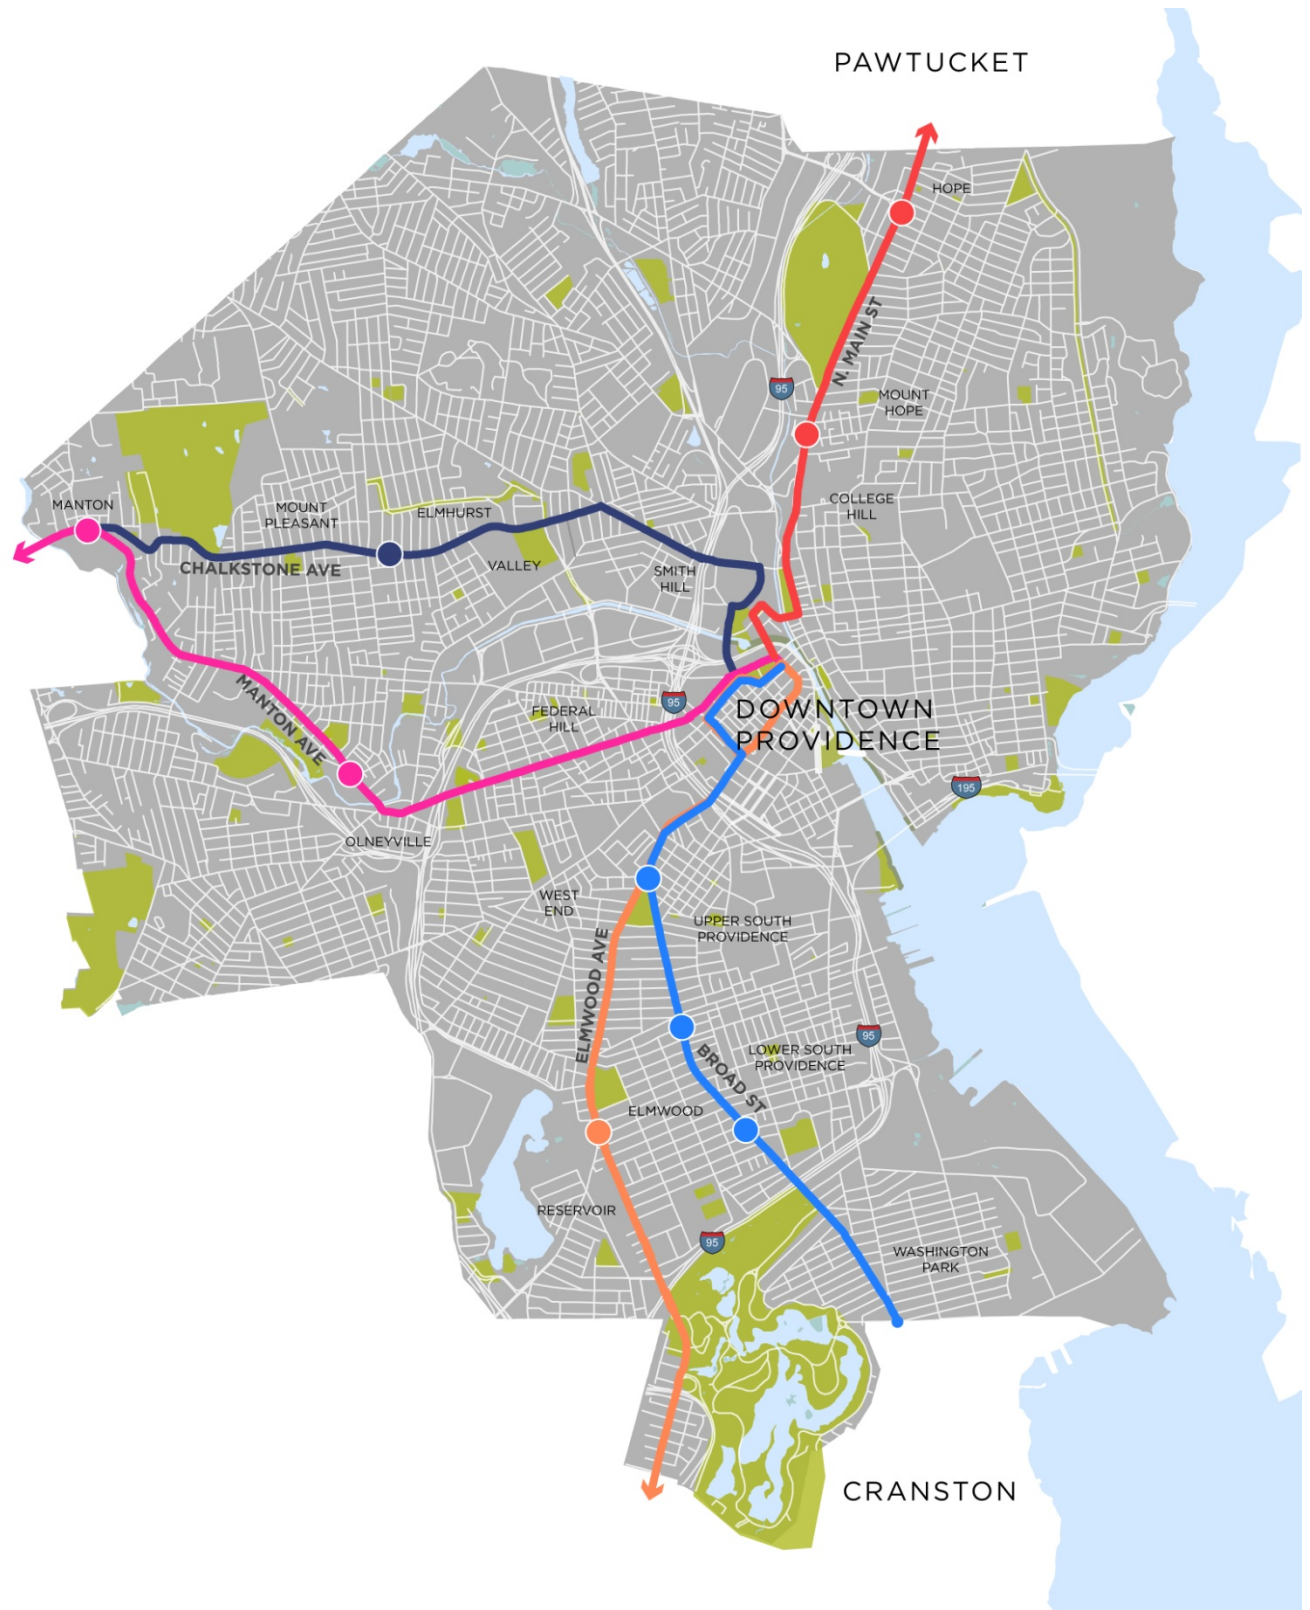 PAWTUCKET
HOPE
N. MAIN ST
95
MOUNT
HOPE
MANTON
MOUNT
PLEASANT
ELMHURST
COLLEGE
HILL
CHALKSTONE AVE
VALLEY
SMITH
HILL
MANTON AVE
FEDERAL
HILL
95
DOWNTOWN
PROVIDENCE
195
OLNEYVILLE
WEST
END
UPPER SOUTH
PROVIDENCE
ELMWOOD AVE
BROAD ST
LOWER SOUTH
PROVIDENCE
95
ELMWOOD
RESERVOIR
95
WASHINGTON
PARK
CRANSTON